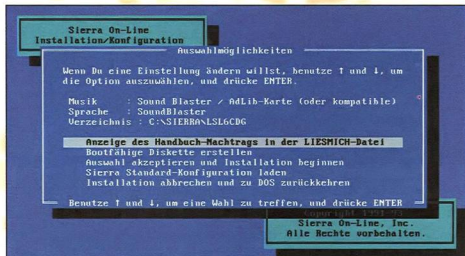 Sierra On-Line
Installation/Konfiguration
Auswahlmöglichkeiten
Wenn Du eine Einstellung ändern willst, benutze ↑ und ↓, um
die Option auszuwählen, und drücke ENTER.
Musik : Sound Blaster / AdLib-Karte (oder kompatible)
Sprache : SoundBlaster
Verzeichnis : C:\SIERRA\LSL6CDG
Anzeige des Handbuch-Nachtrags in der LIESMICH-Datei
Bootfähige Diskette erstellen
Auswahl akzeptieren und Installation beginnen
Sierra Standard-Konfiguration laden
Installation abbrechen und zu DOS zurückkehren
Benutze ↑ und ↓, um eine Wahl zu treffen, und drücke ENTER
Copyright
Sierra On-Line, Inc.
Alle Rechte vorbehalten.